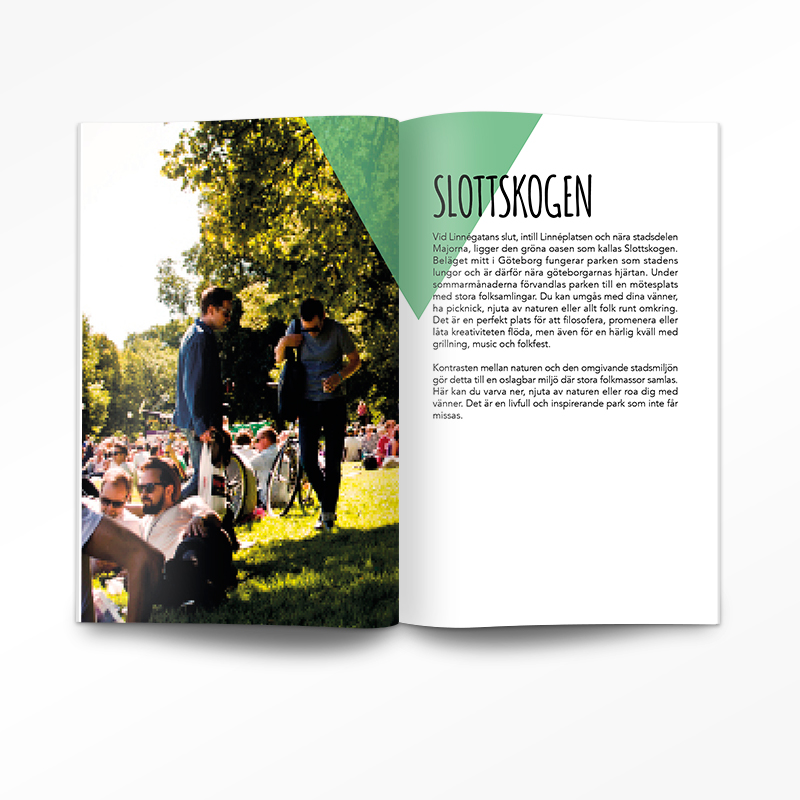 SLOTTSKOGEN
Vid Linnégatans slut, intill Linnéplatsen och nära stadsdelen
Majorna, ligger den gröna oasen som kallas Slottskogen.
Beläget mitt i Göteborg fungerar parken som stadens
lungor och är därför nära göteborgarnas hjärtan. Under
sommarmånaderna förvandlas parken till en mötesplats
med stora folksamlingar. Du kan umgås med dina vänner,
ha picknick, njuta av naturen eller allt folk runt omkring.
Det är en perfekt plats för att filosofera, promenera eller
låta kreativiteten flöda, men även för en härlig kväll med
grillning, music och folkfest.
Kontrasten mellan naturen och den omgivande stadsmiljön
gör detta till en oslagbar miljö där stora folkmassor samlas.
Här kan du varva ner, njuta av naturen eller roa dig med
vänner. Det är en livfull och inspirerande park som inte får
missas.